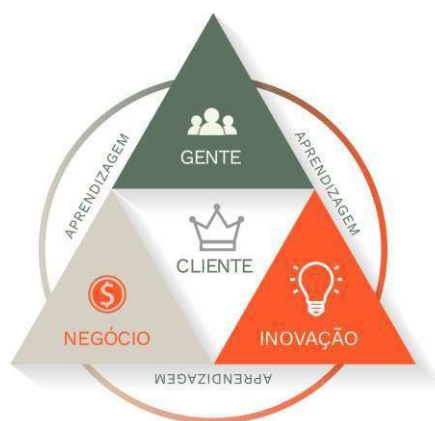 GENTE
APRENDIZAGEM
APRENDIZAGEM
CLIENTE
$
NEGÓCIO
INOVAÇÃO
APRENDIZAGEM